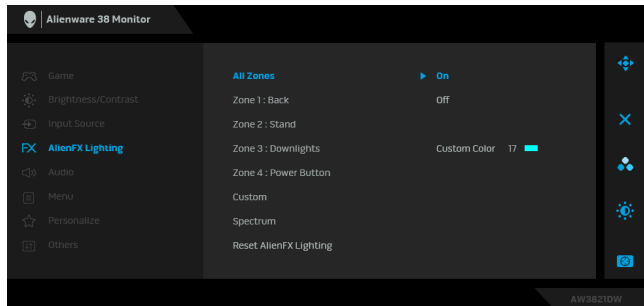 Alienware 38 Monitor
Game
Brightness/Contrast
Input Source
FX AlienFX Lighting
Audio
Menu
Personalize
Others
All Zones
Zone 1 : Back
Zone 2 : Stand
Zone 3 : Downlights
Zone 4 : Power Button
Custom
Spectrum
Reset AlienFX Lighting
On
Off
Custom Color 17
AW3821DW